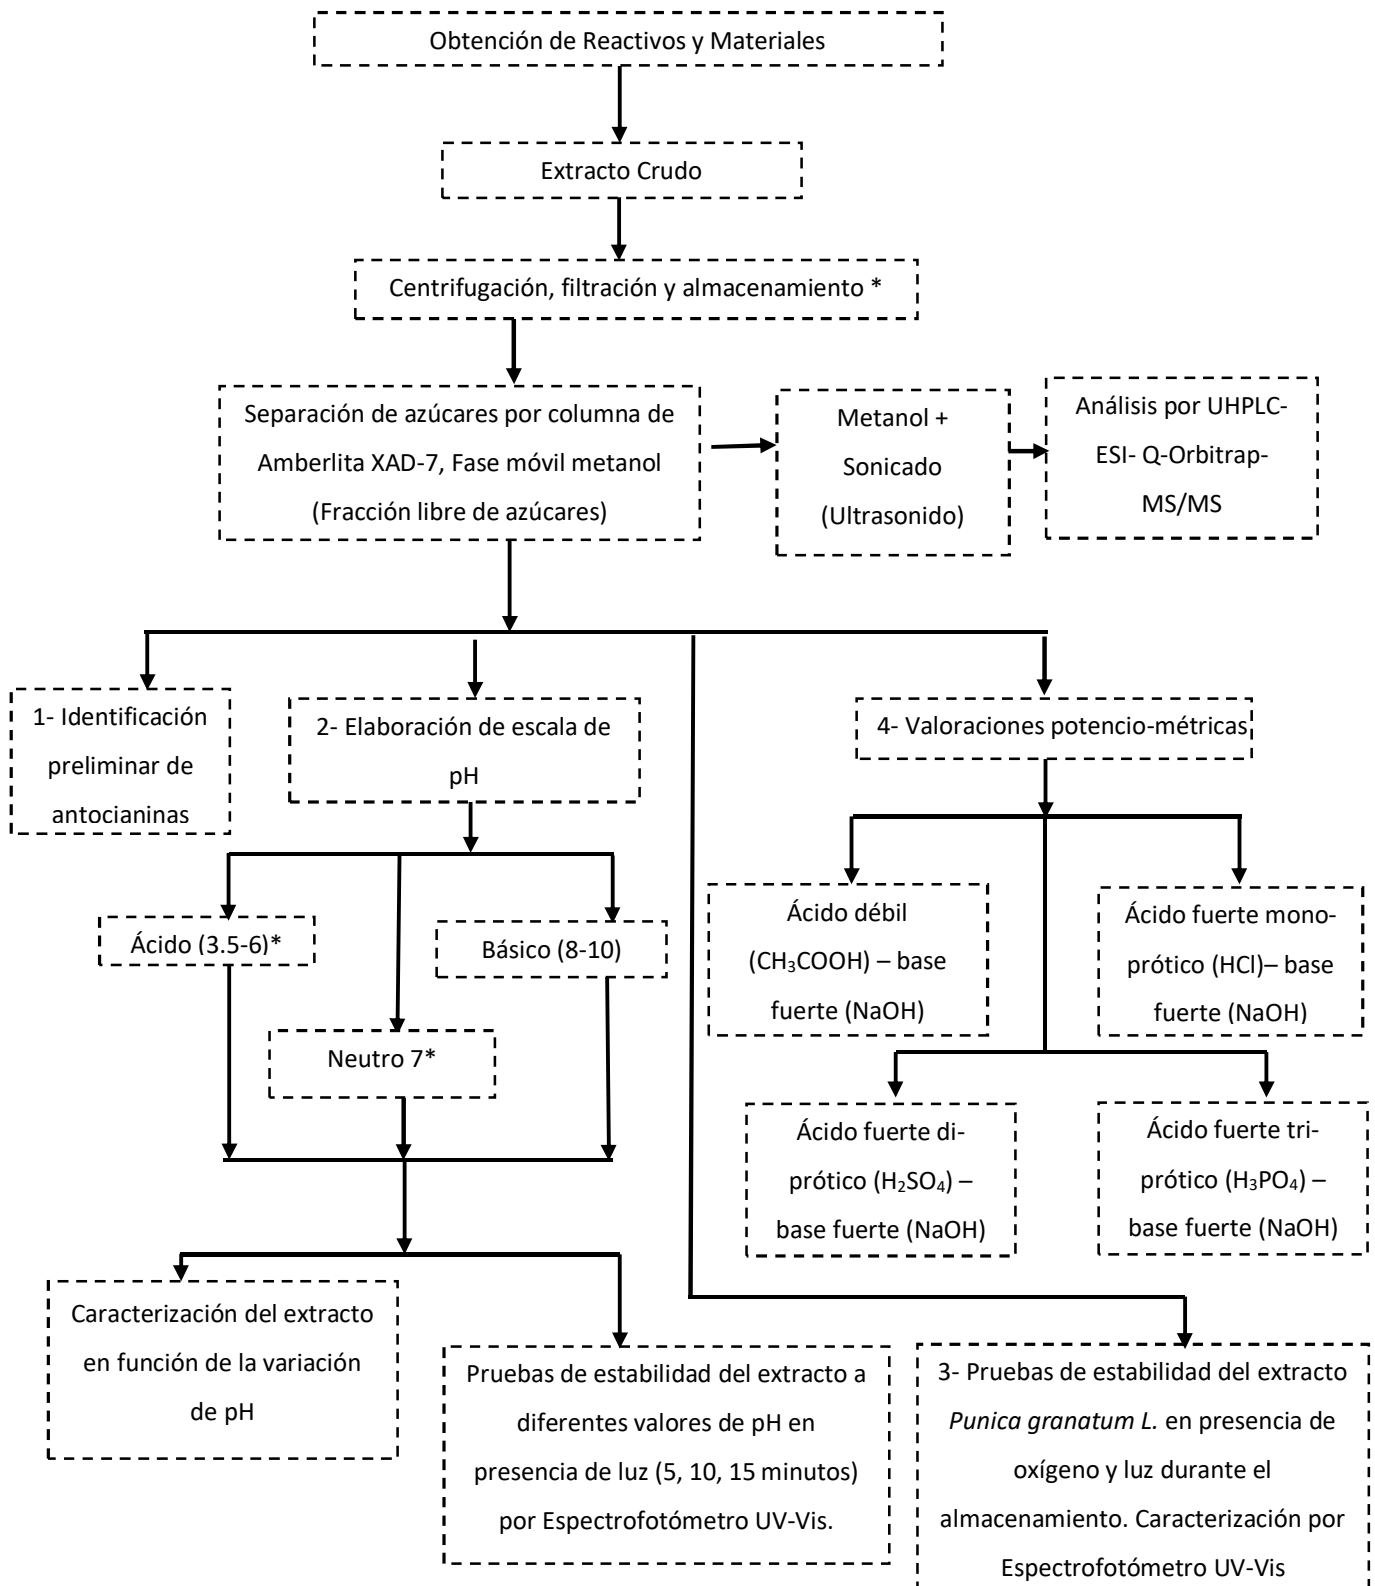 Obtención de Reactivos y Materiales
Extracto Crudo
Centrifugación, filtración y almacenamiento *
Separación de azúcares por columna de
Amberlita XAD-7, Fase móvil metanol
(Fracción libre de azúcares)
Metanol +
Sonicado
(Ultrasonido)
Análisis por UHPLC-
ESI- Q-Orbitrap-
MS/MS
1- Identificación
preliminar de
antocianinas
2- Elaboración de escala de
pH
4- Valoraciones potencio-métricas
Ácido (3.5-6)*
Neutro 7*
Básico (8-10)
Ácido débil
(CH₃COOH) – base
fuerte (NaOH)
Ácido fuerte mono-
prótico (HCl)– base
fuerte (NaOH)
Ácido fuerte di-
prótico (H₂SO₄) –
base fuerte (NaOH)
Ácido fuerte tri-
prótico (H₃PO₄) –
base fuerte (NaOH)
Caracterización del extracto
en función de la variación
de pH
Pruebas de estabilidad del extracto a
diferentes valores de pH en
presencia de luz (5, 10, 15 minutos)
por Espectrofotómetro UV-Vis.
3- Pruebas de estabilidad del extracto
Punica granatum L. en presencia de
oxígeno y luz durante el
almacenamiento. Caracterización por
Espectrofotómetro UV-Vis